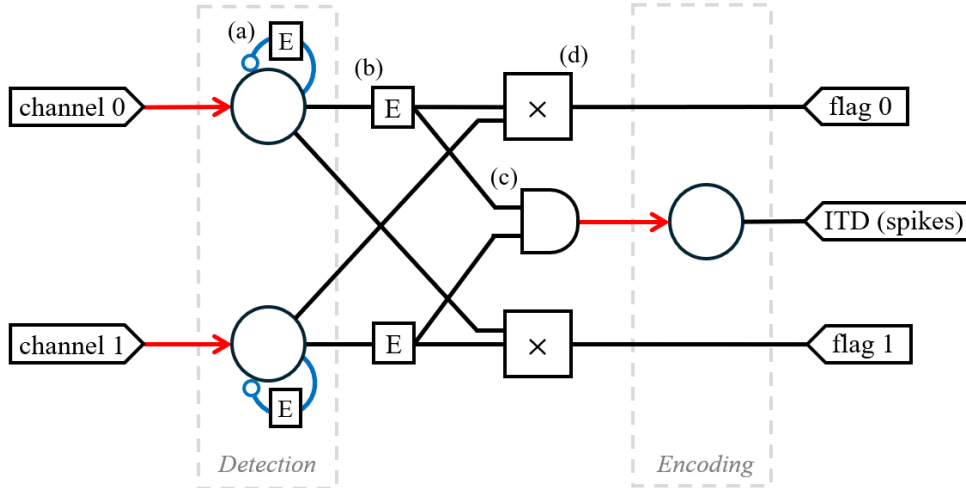 (a)
E
(b)
(d)
channel 0
E
×
flag 0
(c)
ITD (spikes)
channel 1
E
×
flag 1
E
Detection
Encoding